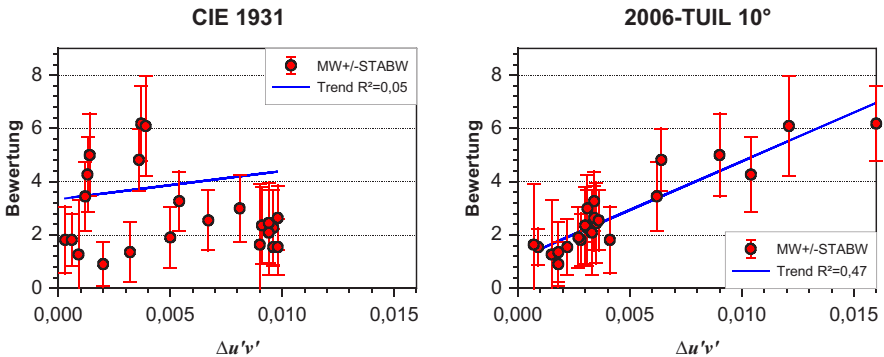 CIE 1931
2006-TUIL 10°
Bewertung
8
6
4
2
0
MW+/-STABW
Trend R²=0,05
0,000
0,005
0,010
0,015
Δu'v'
Bewertung
8
6
4
2
0
MW+/-STABW
Trend R²=0,47
0,000
0,005
0,010
0,015
Δu'v'